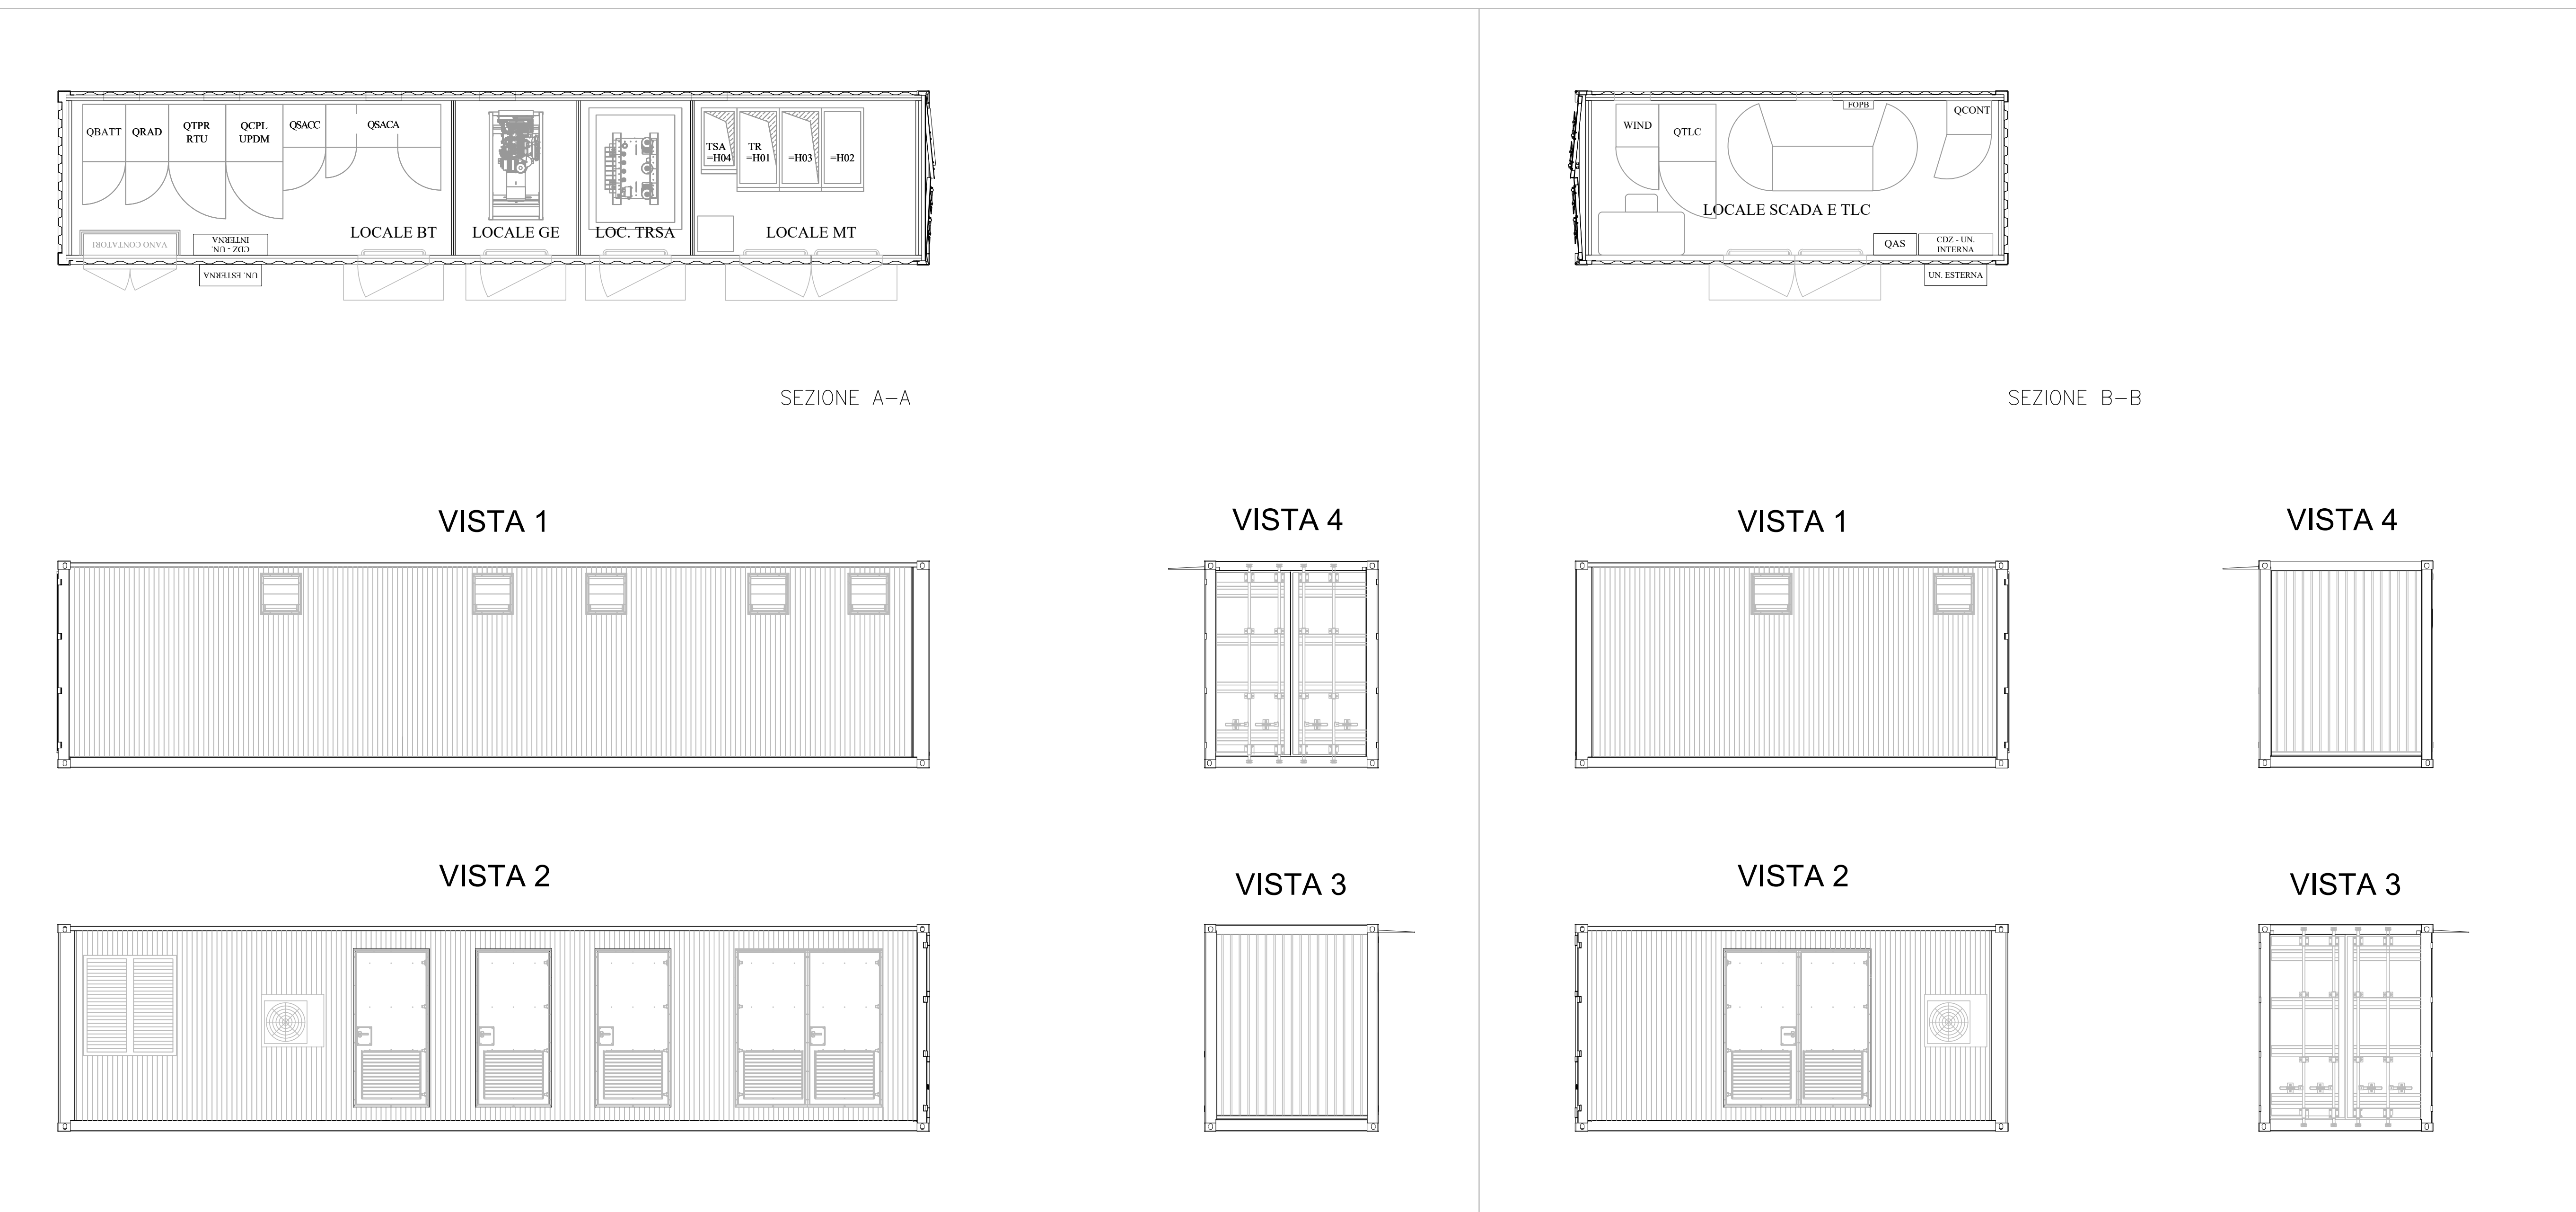 QBATT
QRAD
QTPR
RTU
QCPL
UPDM
QSACC
QSACA
TSA
=H04
TR
=H01
=H03
=H02
VANO CONTATORI
CDZ - UN.
INTERNA
UN. ESTERNA
LOCALE BT
LOCALE GE
LOC. TRSA
LOCALE MT
SEZIONE A-A
WIND
QTLC
FOPB
QCONT
LOCALE SCADA E TLC
QAS
CDZ - UN.
INTERNA
UN. ESTERNA
SEZIONE B-B
VISTA 1
VISTA 4
VISTA 1
VISTA 4
VISTA 2
VISTA 3
VISTA 2
VISTA 3